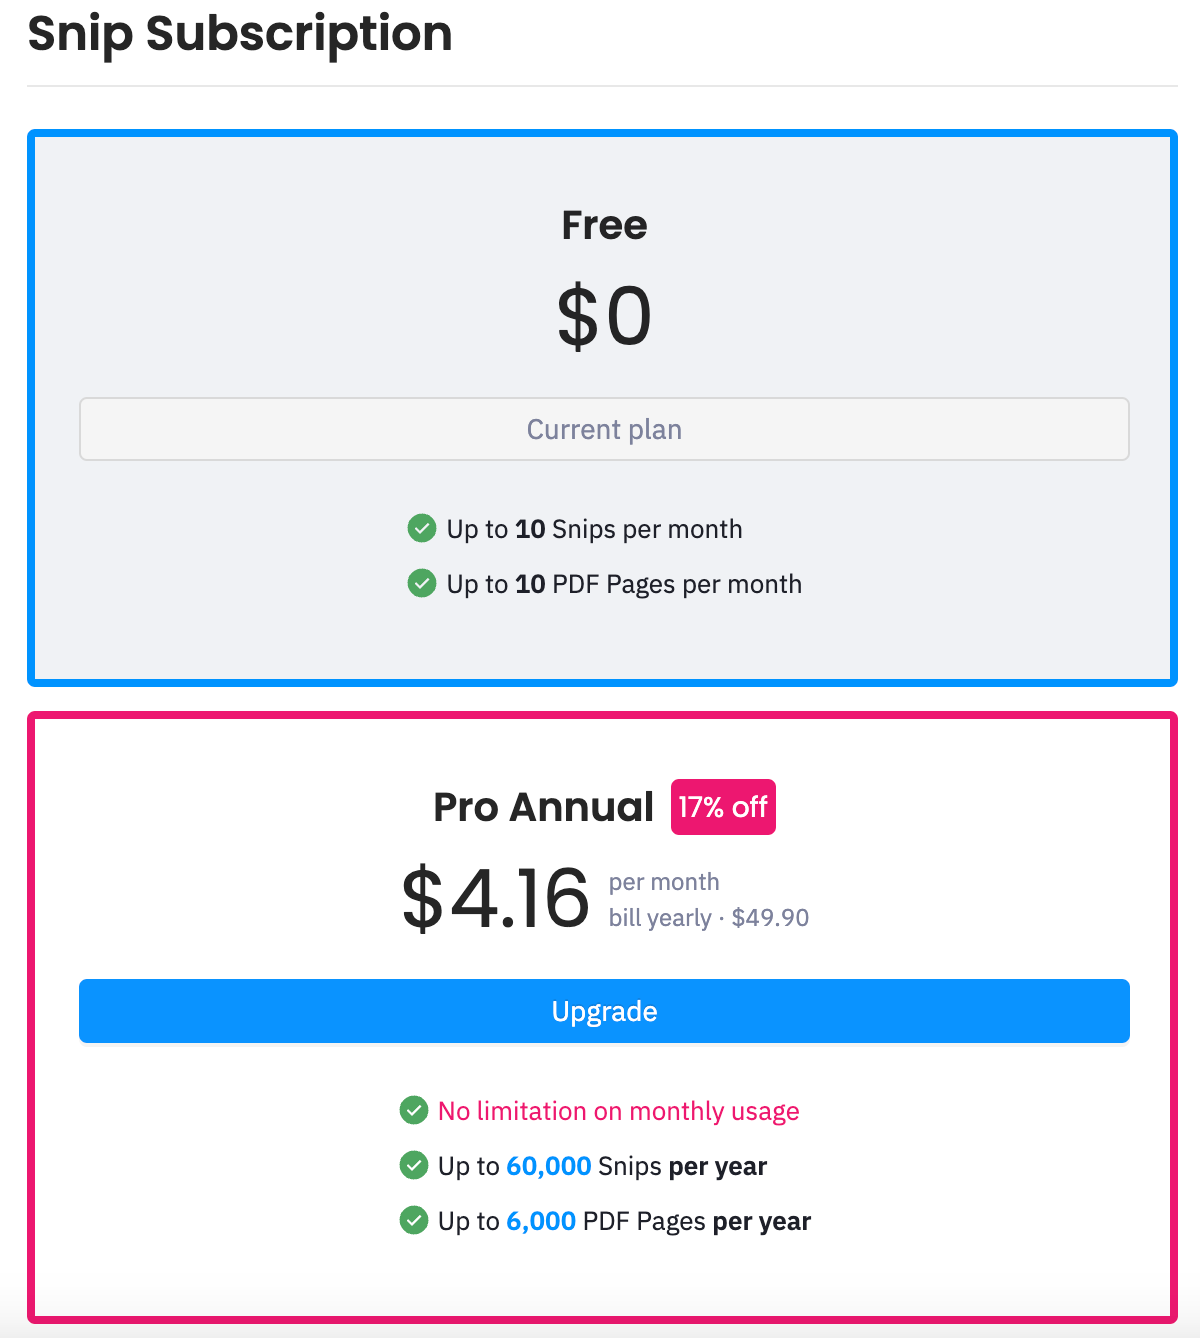 Snip Subscription
Free
$0
Current plan
Up to 10 Snips per month
Up to 10 PDF Pages per month
Pro Annual 17% off
$4.16 per month
bill yearly · $49.90
Upgrade
No limitation on monthly usage
Up to 60,000 Snips per year
Up to 6,000 PDF Pages per year